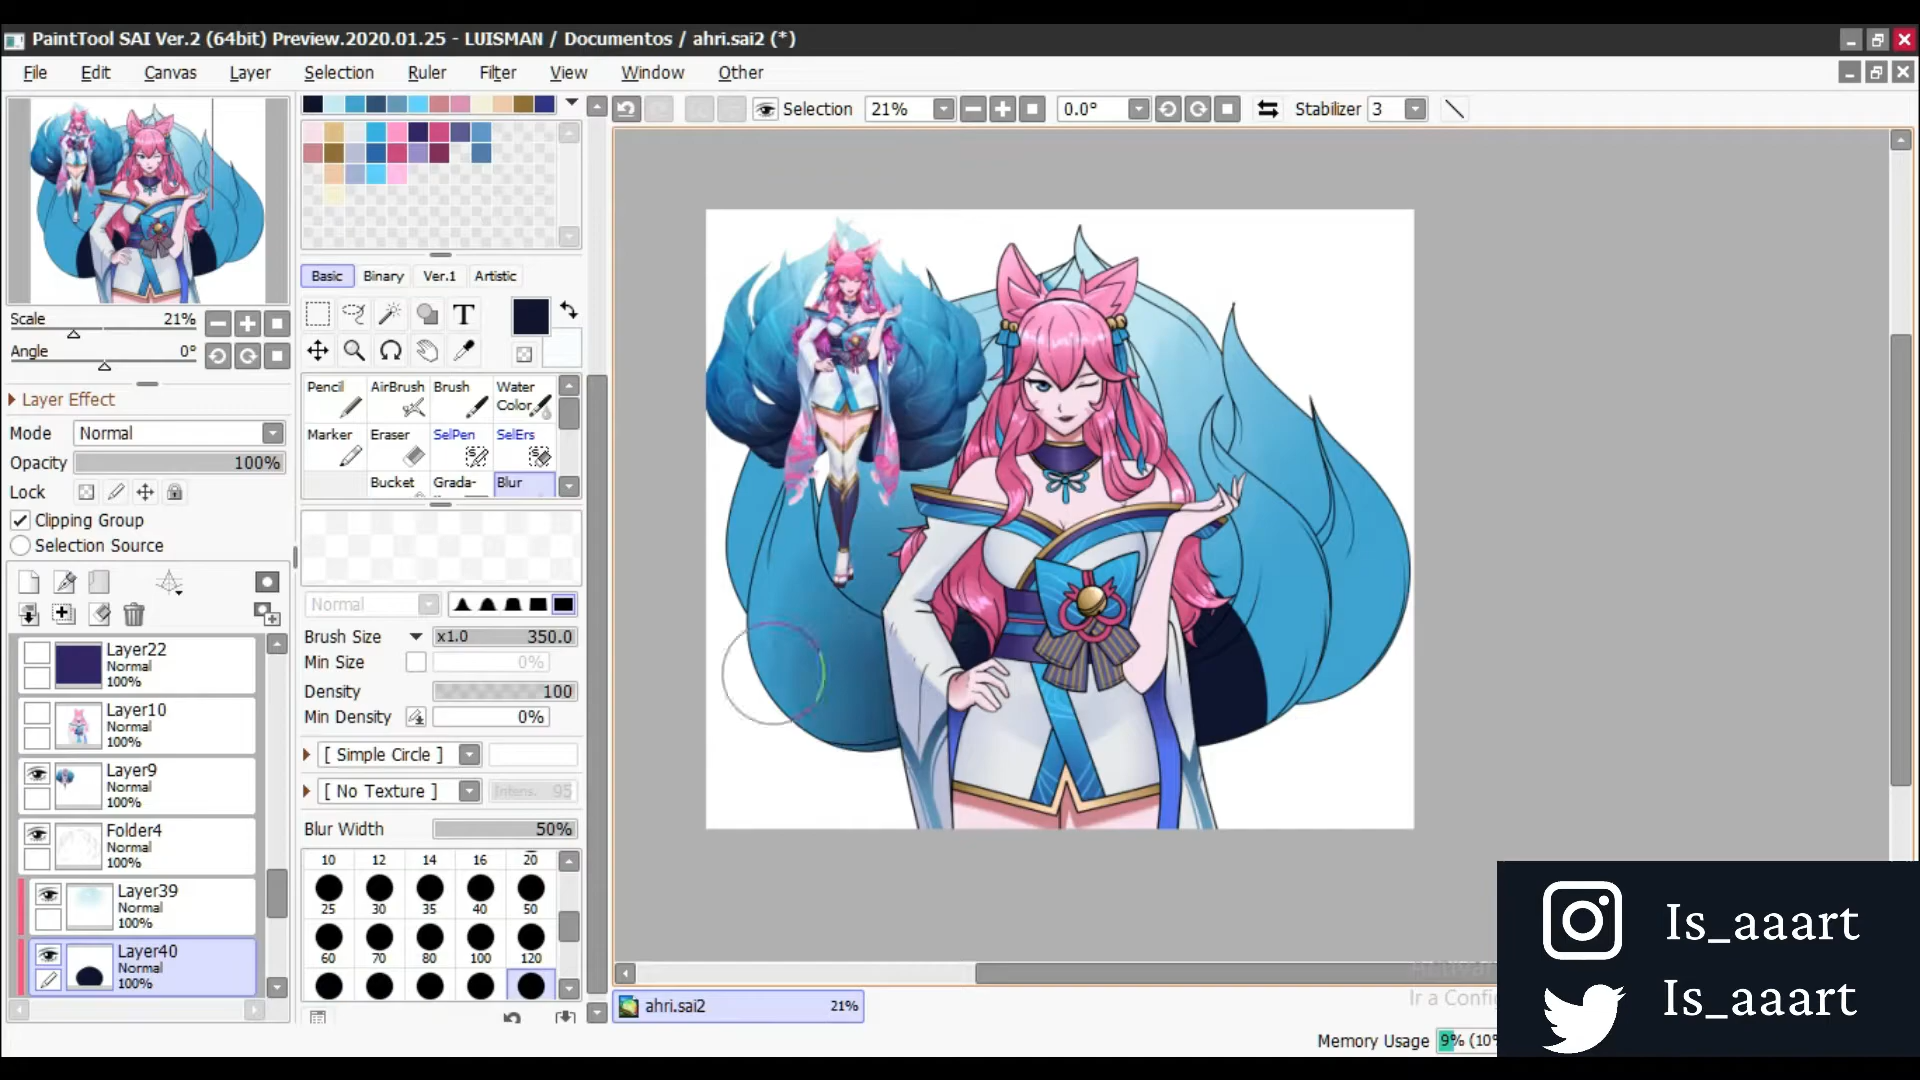 PaintTool SAI Ver.2 (64bit) Preview.2020.01.25 - LUISMAN / Documentos / ahri.sai2 (*)
File Edit Canvas Layer Selection Ruler Filter View Window Other
Selection 21% 0.0° Stabilizer 3
Scale 21%
Angle 0°
Layer Effect
Mode Normal
Opacity 100%
Lock
Clipping Group
Selection Source
Layer22
Normal
100%
Layer10
Normal
100%
Layer9
Normal
100%
Folder4
Normal
100%
Layer39
Normal
100%
Layer40
Normal
100%
Basic Binary Ver.1 Artistic
T
Pencil AirBrush Brush Water Color
Marker Eraser SelPen SelErs
Bucket Grada- Blur
Normal
Brush Size x1.0 350.0
Min Size 0%
Density 100
Min Density 0%
[ Simple Circle ]
[ No Texture ] Intens. 95
Blur Width 50%
10 12 14 16 20
25 30 35 40 50
60 70 80 100 120
ahri.sai2 21%
Ir a Config
Memory Usage 9% (10%
Is_aaart
Is_aaart